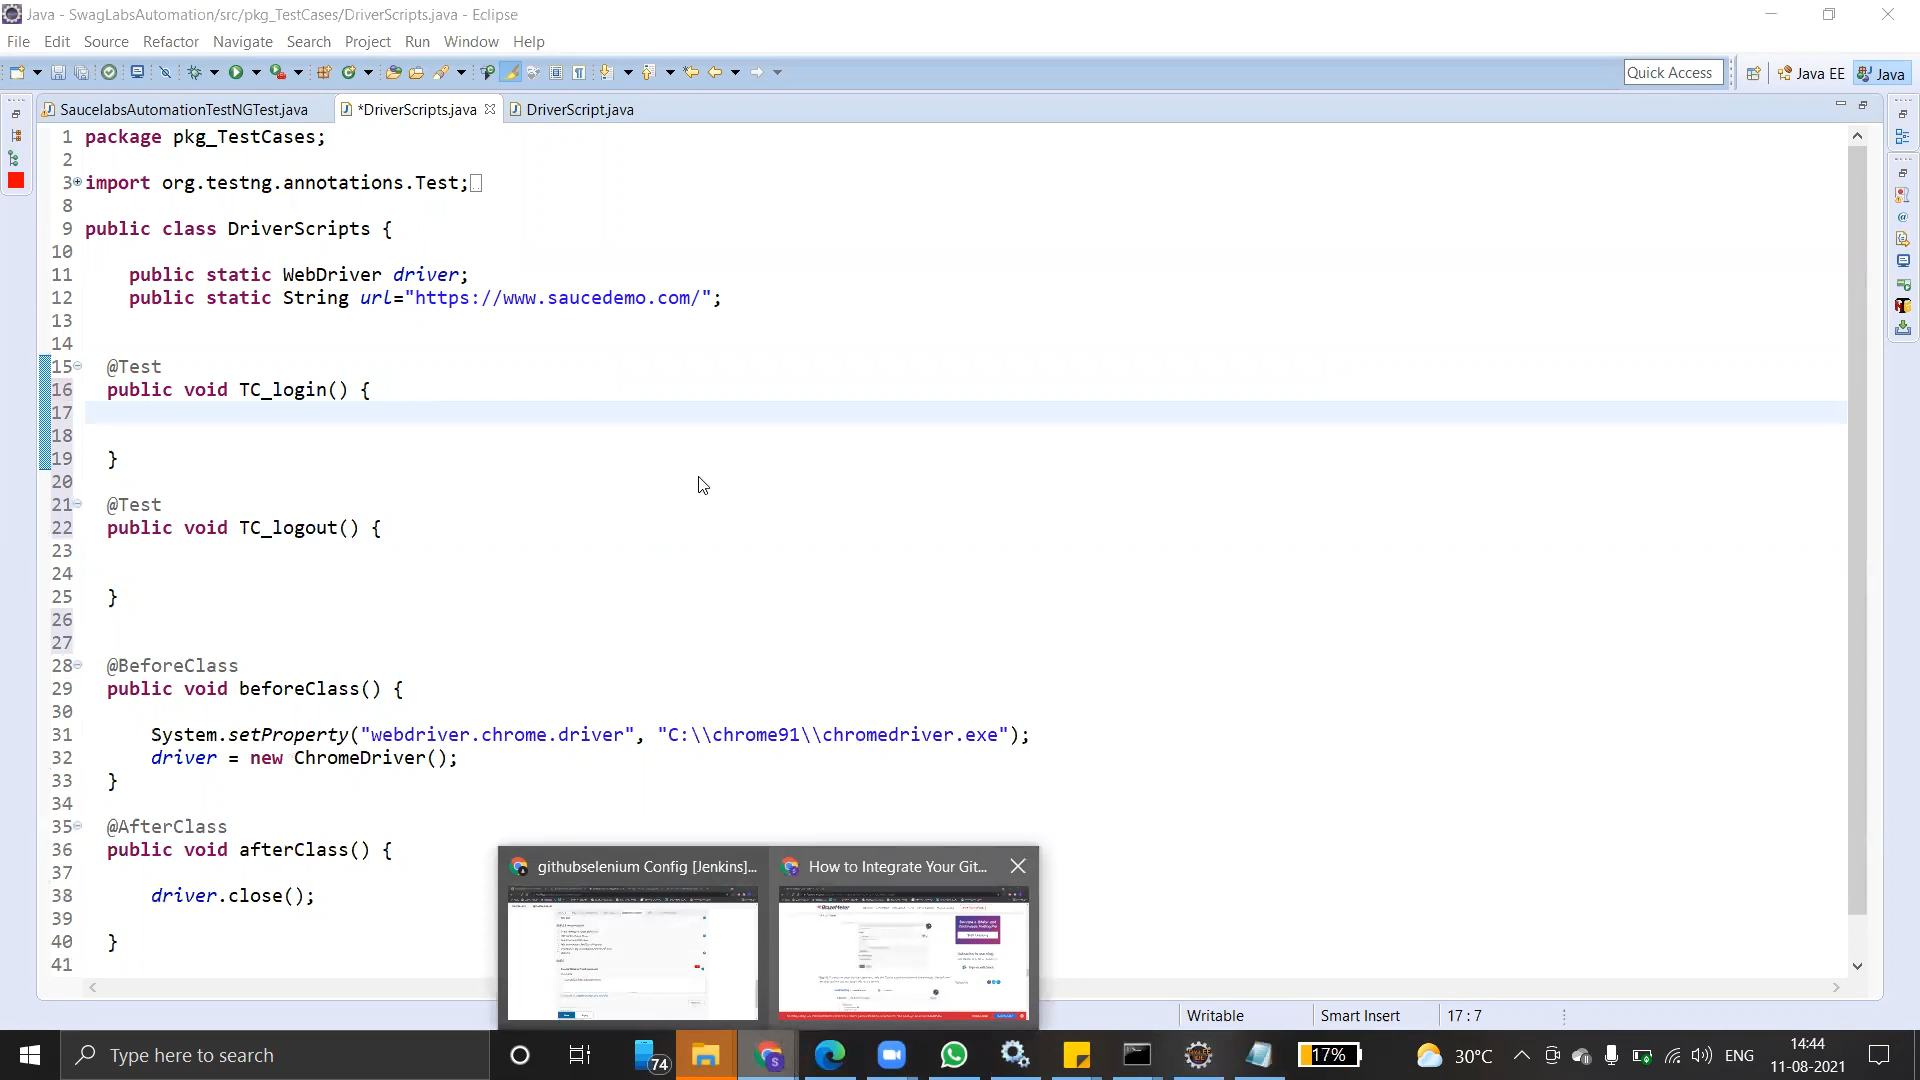 Java - SwagLabsAutomation/src/pkg_TestCases/DriverScripts.java - Eclipse
File Edit Source Refactor Navigate Search Project Run Window Help
Quick Access Java EE Java
SaucelabsAutomationTestNGTest.java *DriverScripts.java DriverScript.java
1 package pkg_TestCases;
2
3 import org.testng.annotations.Test;
8
9 public class DriverScripts {
10
11 public static WebDriver driver;
12 public static String url="https://www.saucedemo.com/";
13
14
15 @Test
16 public void TC_login() {
17
18
19 }
20
21 @Test
22 public void TC_logout() {
23
24
25 }
26
27
28 @BeforeClass
29 public void beforeClass() {
30
31 System.setProperty("webdriver.chrome.driver", "C:\\chrome91\\chromedriver.exe");
32 driver = new ChromeDriver();
33 }
34
35 @AfterClass
36 public void afterClass() {
37
38 driver.close();
39
40 }
41
githubselenium Config [Jenkins]... How to Integrate Your Git...
Writable Smart Insert 17 : 7
Type here to search 74 17% 30°C ENG 14:44
11-08-2021